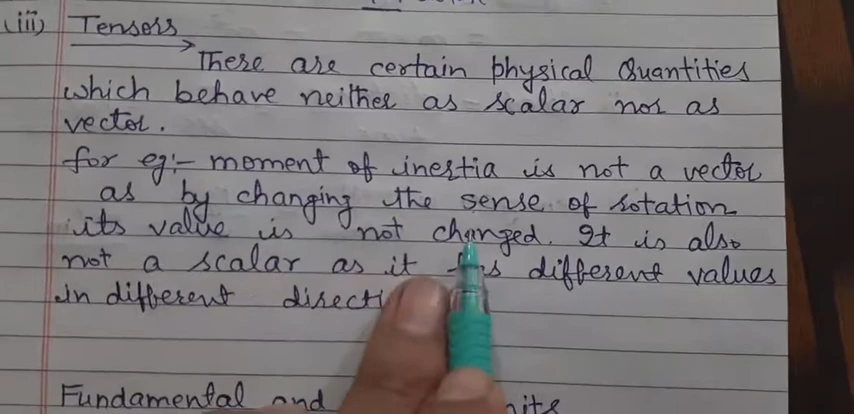 (iii) Tensors
There are certain physical Quantities
which behave neither as scalar nor as
vector.
for eg:- moment of inertia is not a vector
as by changing the sense of rotation
its value is not changed. It is also
not a scalar as it different values
in different
Fundamental and